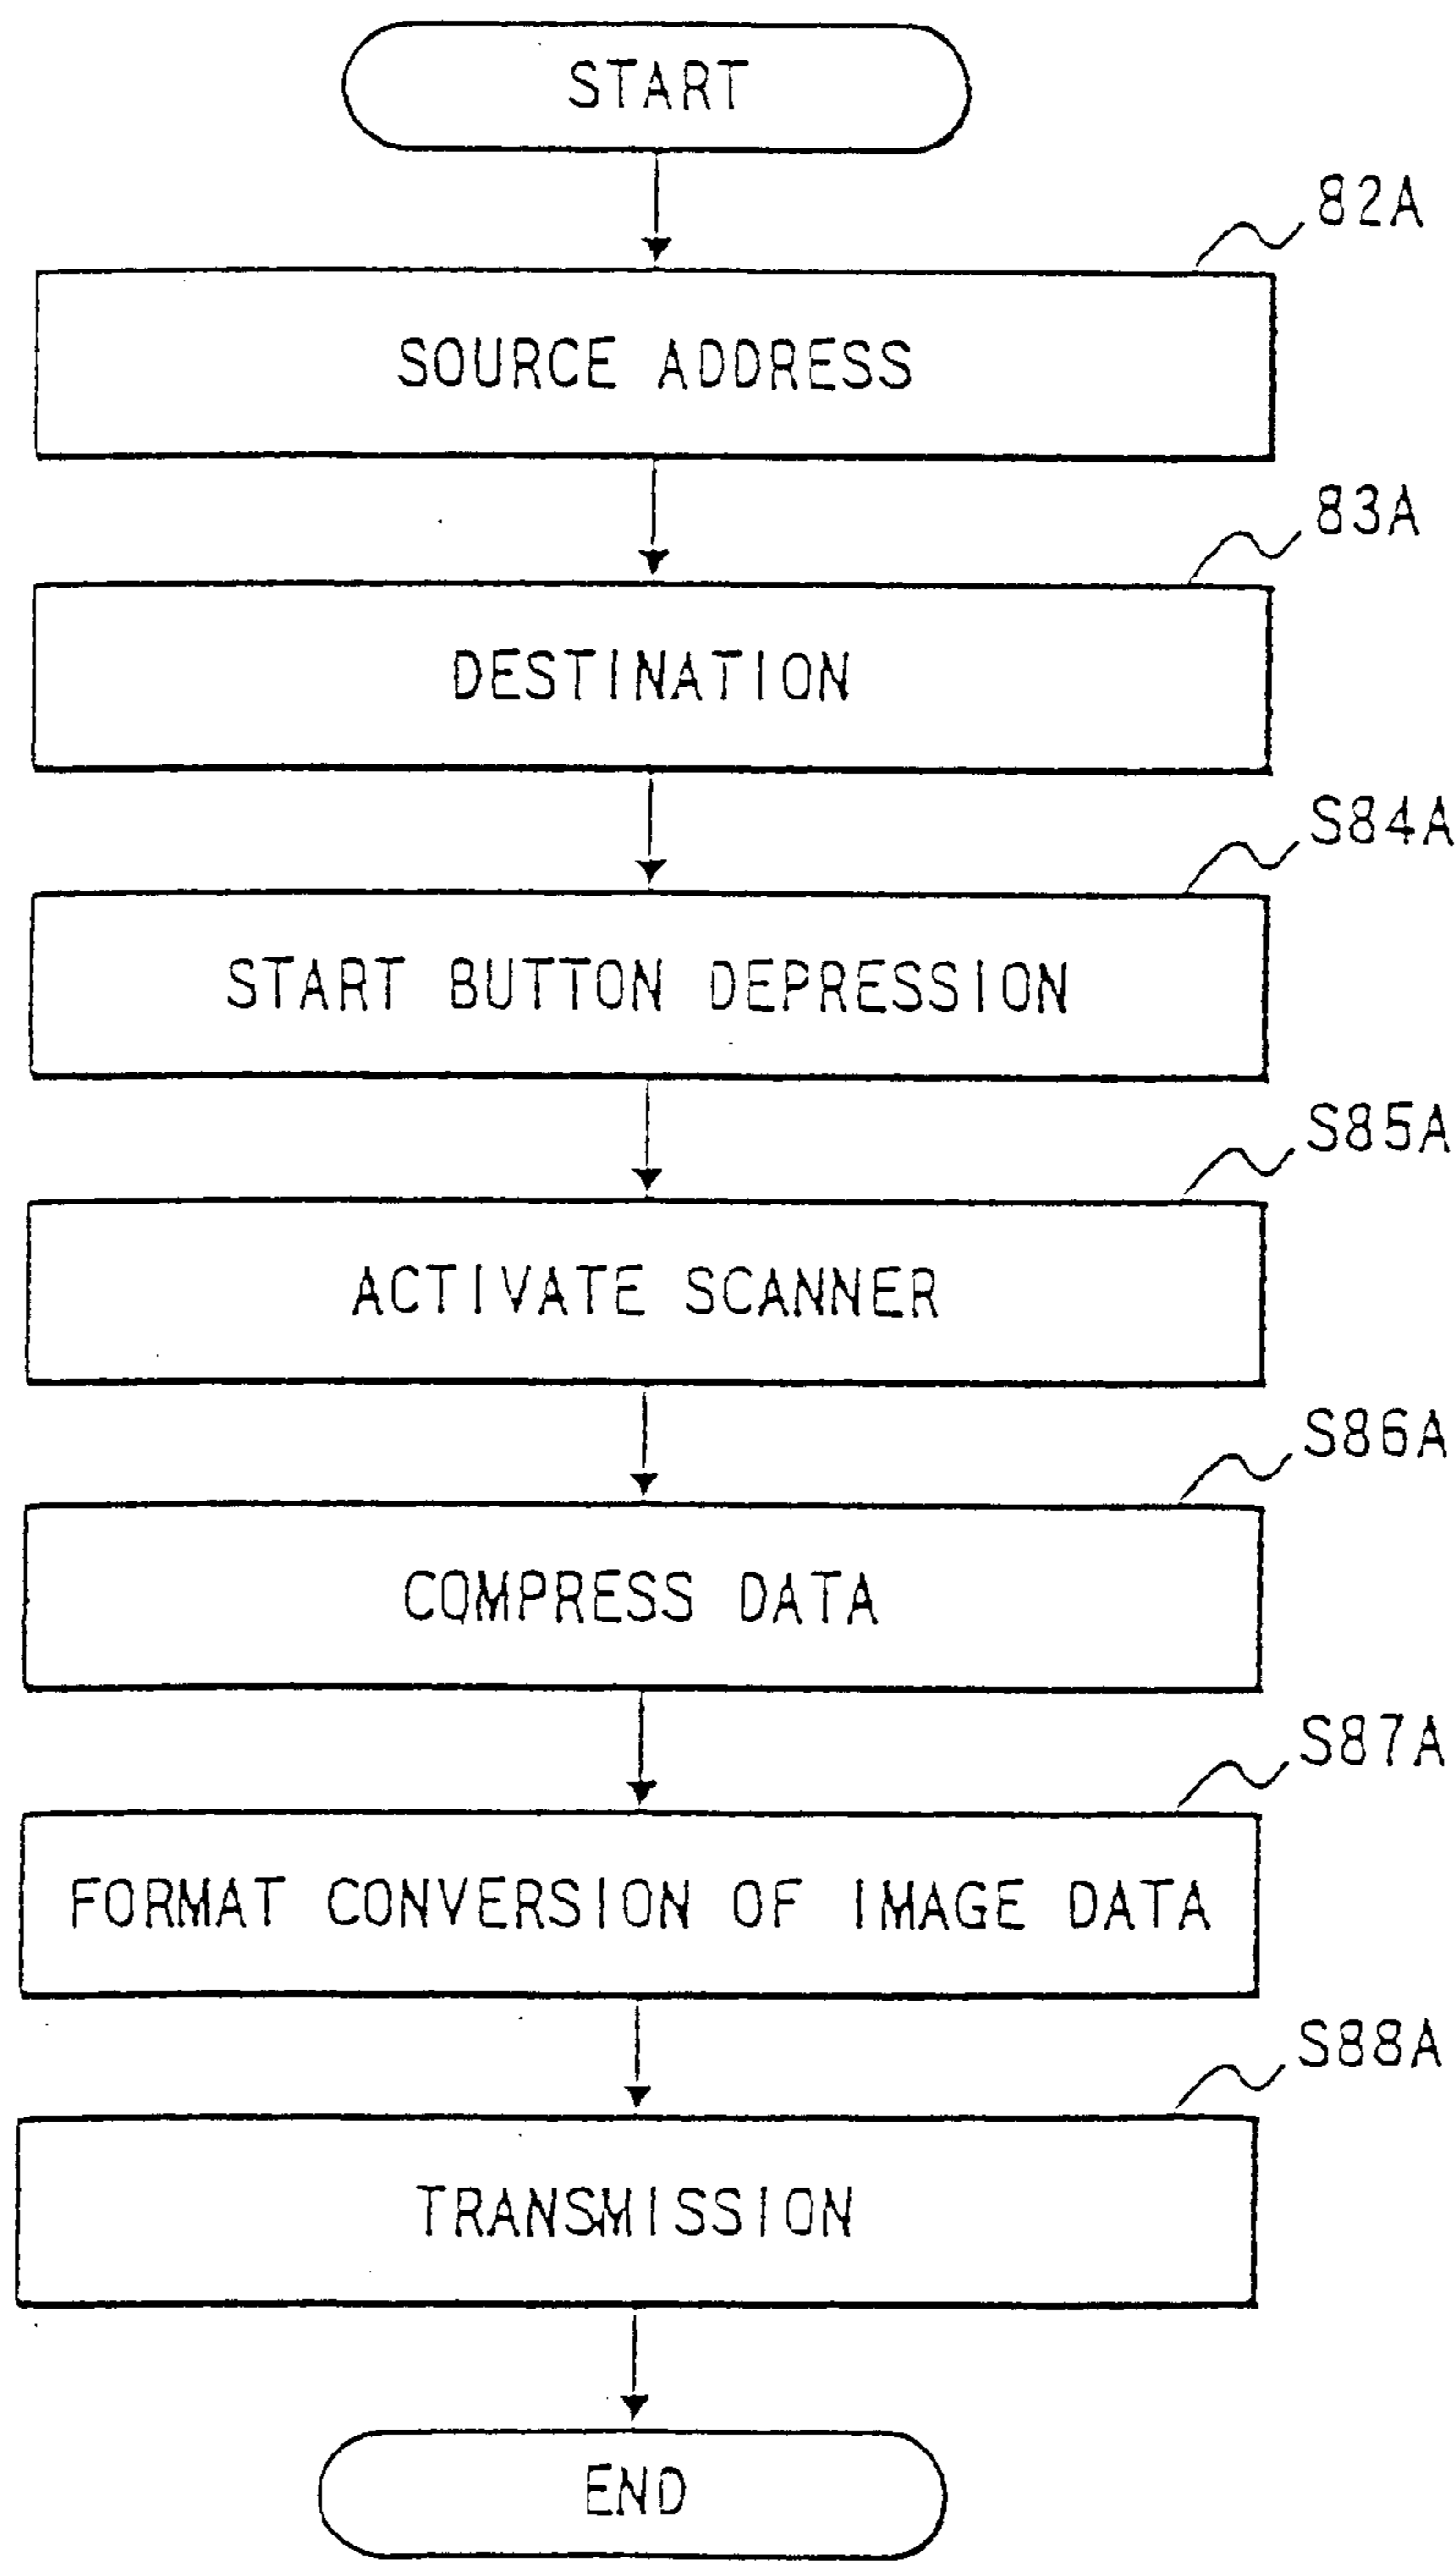 START
82A
SOURCE ADDRESS
83A
DESTINATION
S84A
START BUTTON DEPRESSION
S85A
ACTIVATE SCANNER
S86A
COMPRESS DATA
S87A
FORMAT CONVERSION OF IMAGE DATA
S88A
TRANSMISSION
END